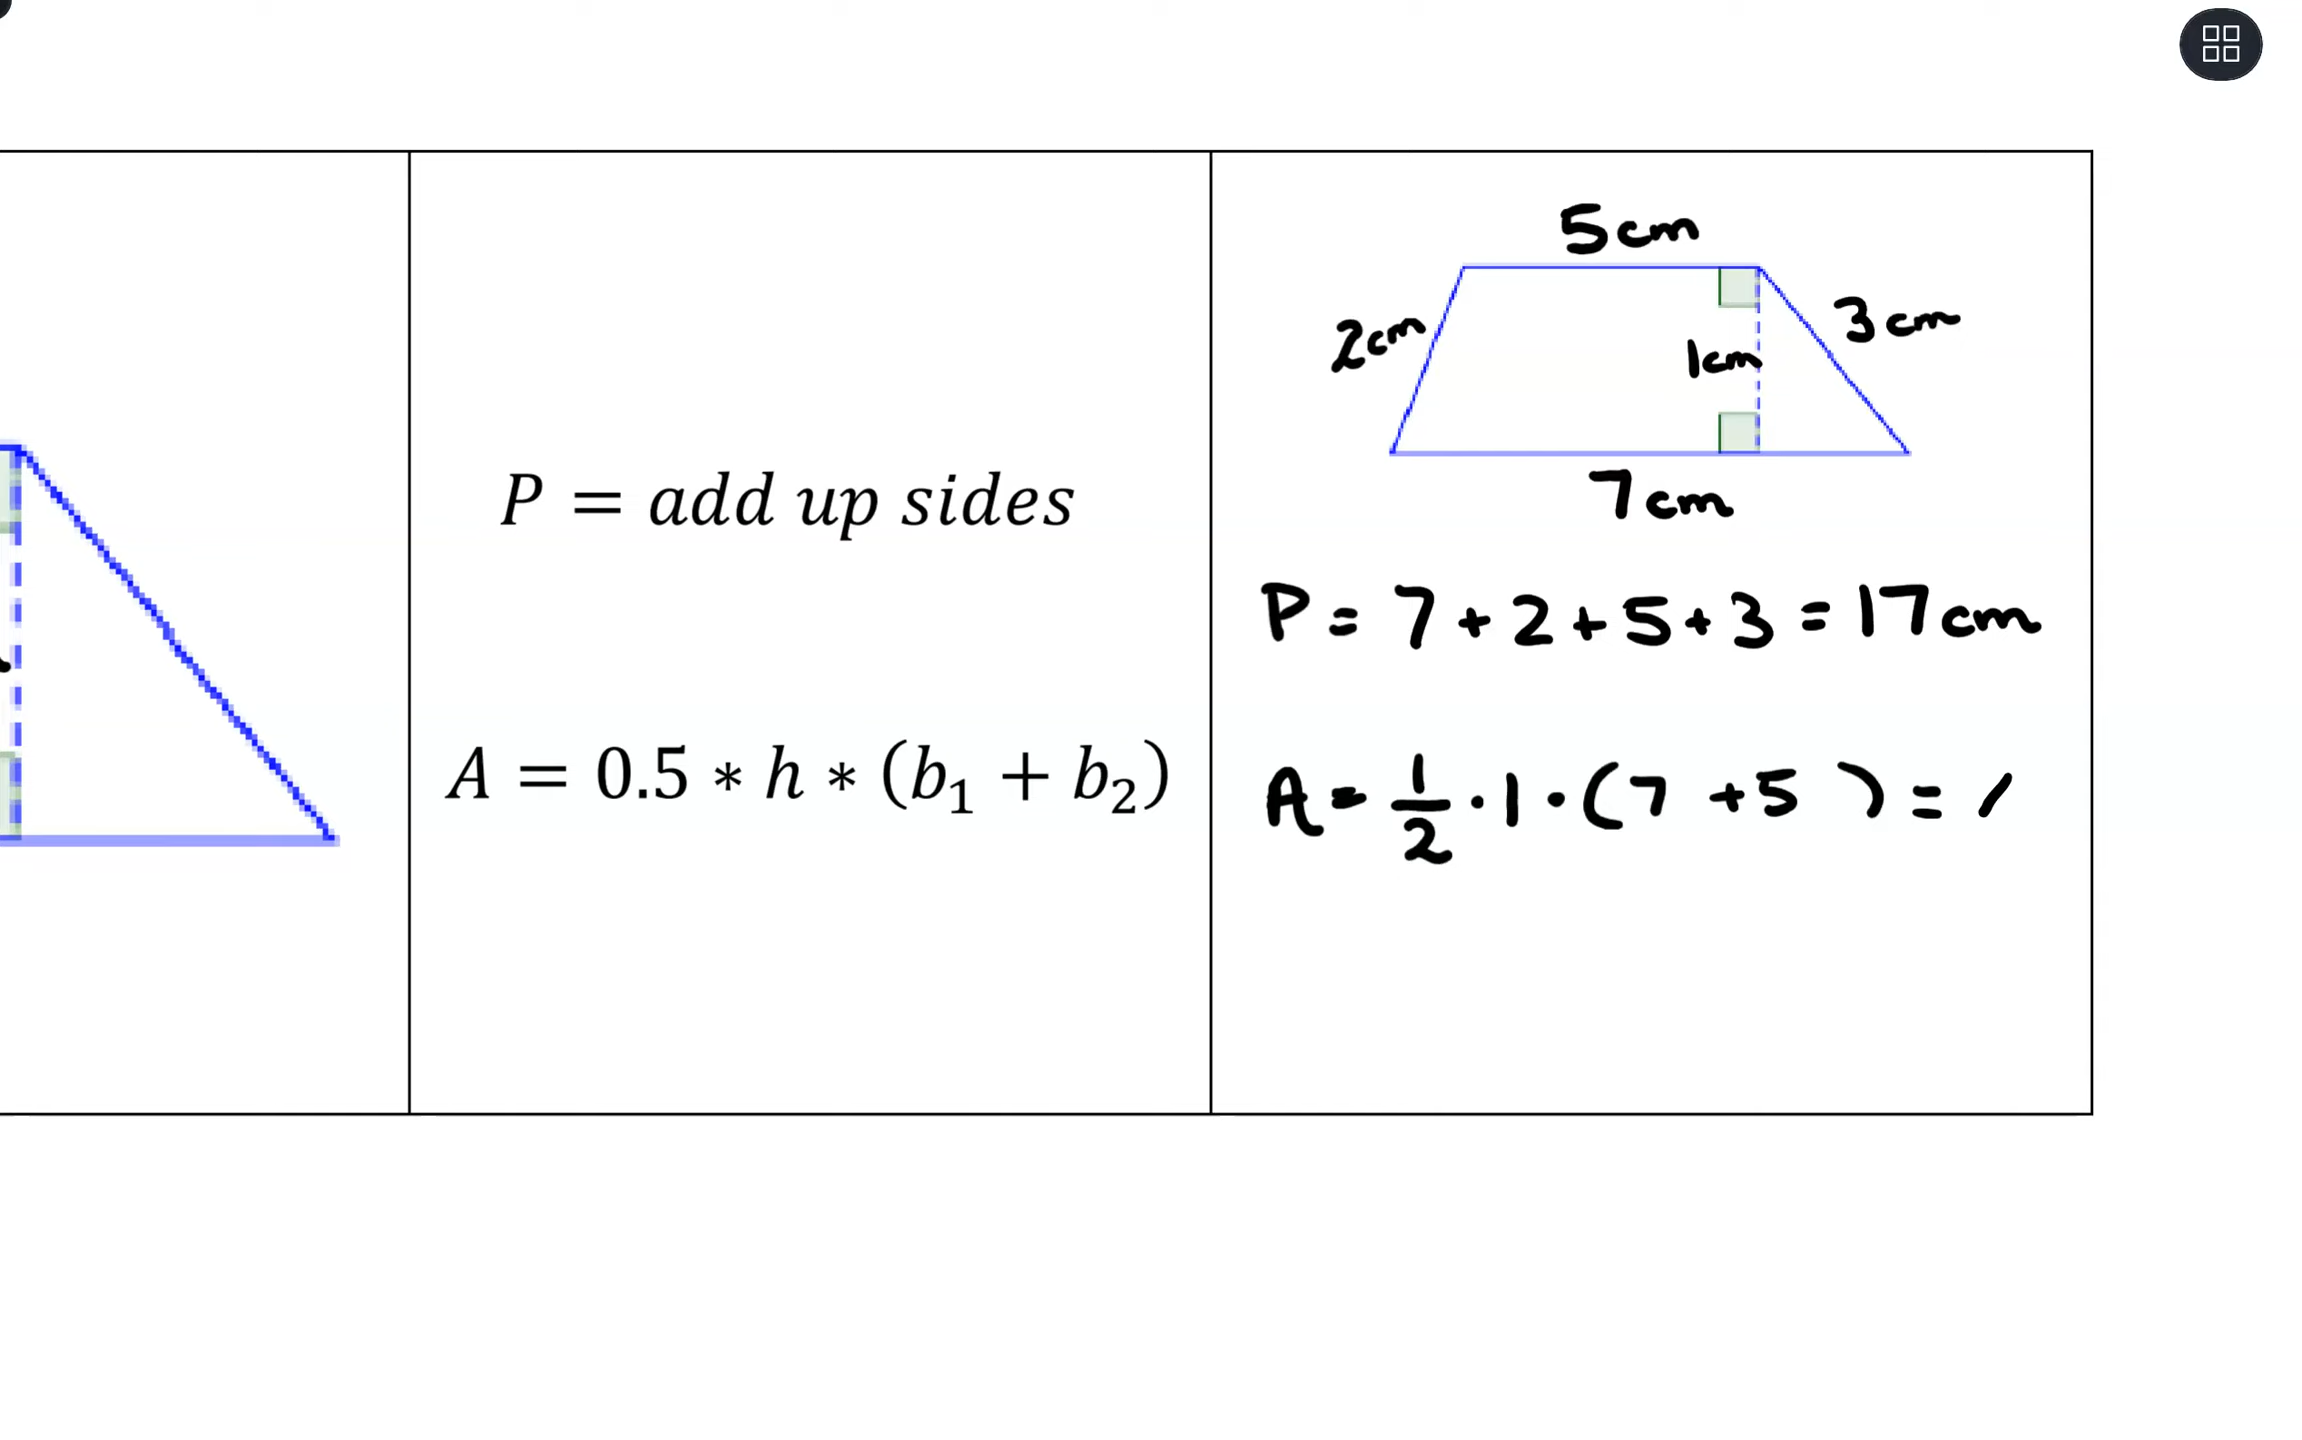 P = add up sides
A = 0.5 * h * (b₁ + b₂)
5cm
2cm
3cm
1cm
7cm
P = 7 + 2 + 5 + 3 = 17cm
A = 1/2 · 1 · (7 + 5 ) =